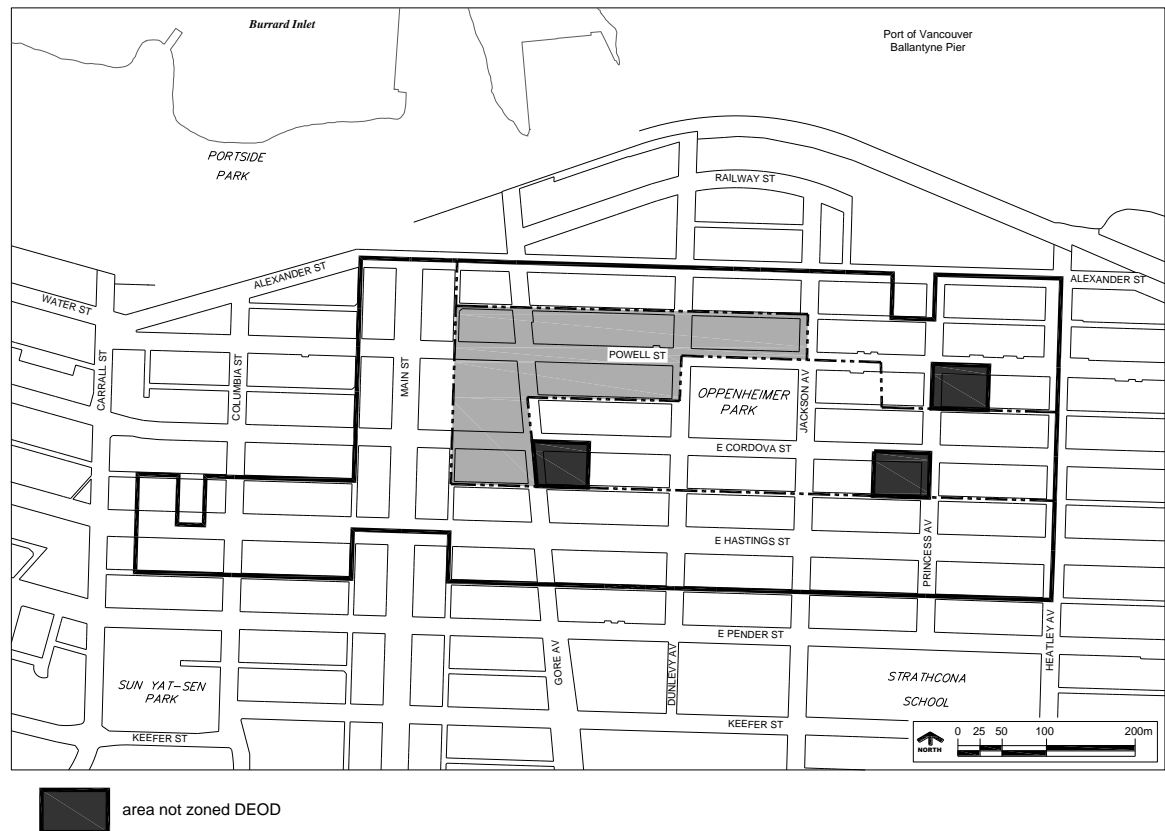 Burrard Inlet
Port of Vancouver
Ballantyne Pier
PORTSIDE
PARK
RAILWAY ST
ALEXANDER ST
ALEXANDER ST
WATER ST
CARRALL ST
COLUMBIA ST
MAIN ST
POWELL ST
OPPENHEIMER
PARK
JACKSON AV
E CORDOVA ST
E HASTINGS ST
PRINCESS AV
E PENDER ST
GORE AV
DUNLEVY AV
HEATLEY AV
SUN YAT-SEN
PARK
STRATHCONA
SCHOOL
KEEFER ST
KEEFER ST
NORTH
0 25 50 100 200m
area not zoned DEOD